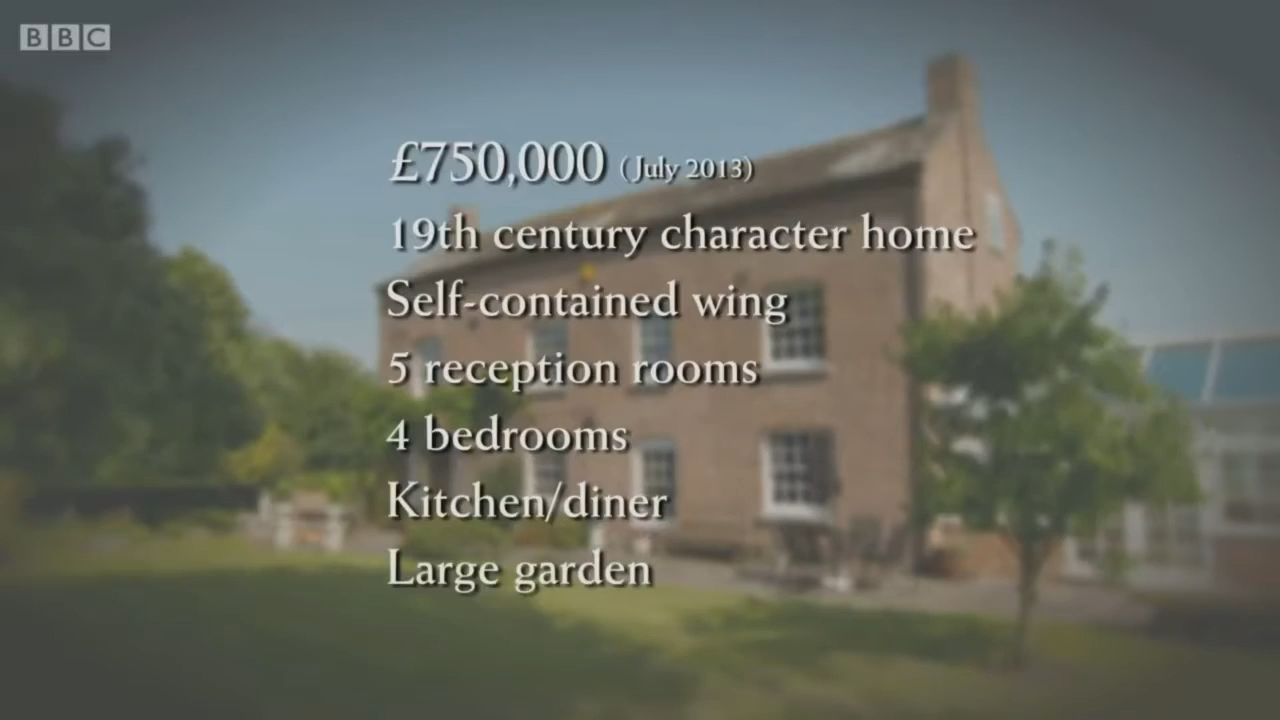 BBC
£750,000 (July 2013)
19th century character home
Self-contained wing
5 reception rooms
4 bedrooms
Kitchen/diner
Large garden